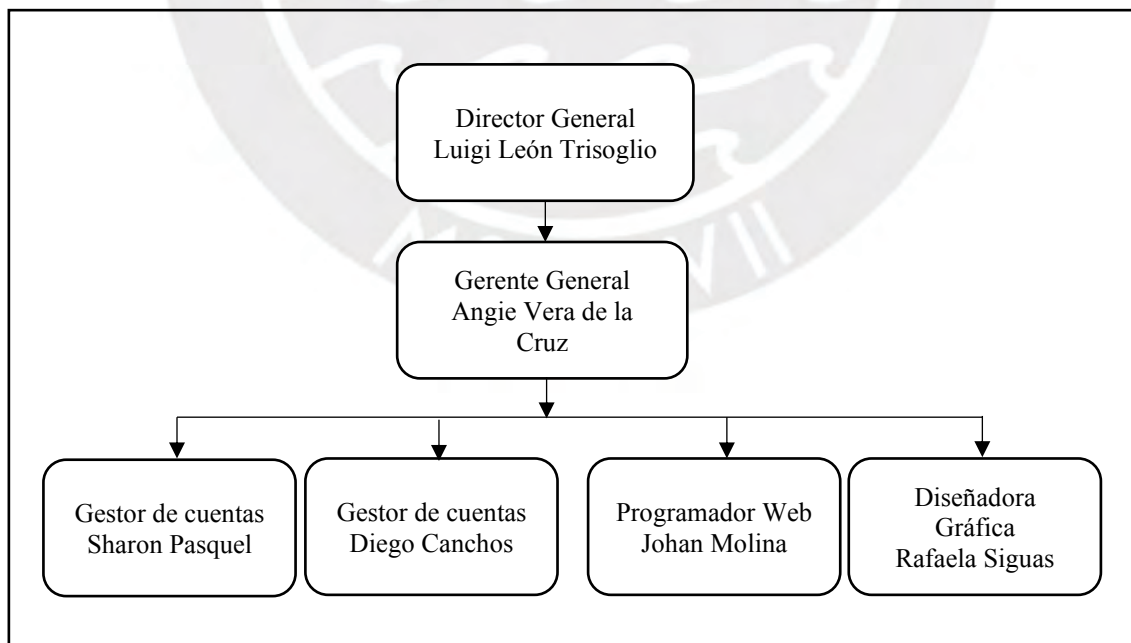 Director General
Luigi León Trisoglio
Gerente General
Angie Vera de la
Cruz
Gestor de cuentas
Sharon Pasquel
Gestor de cuentas
Diego Canchos
Programador Web
Johan Molina
Diseñadora
Gráfica
Rafaela Siguas